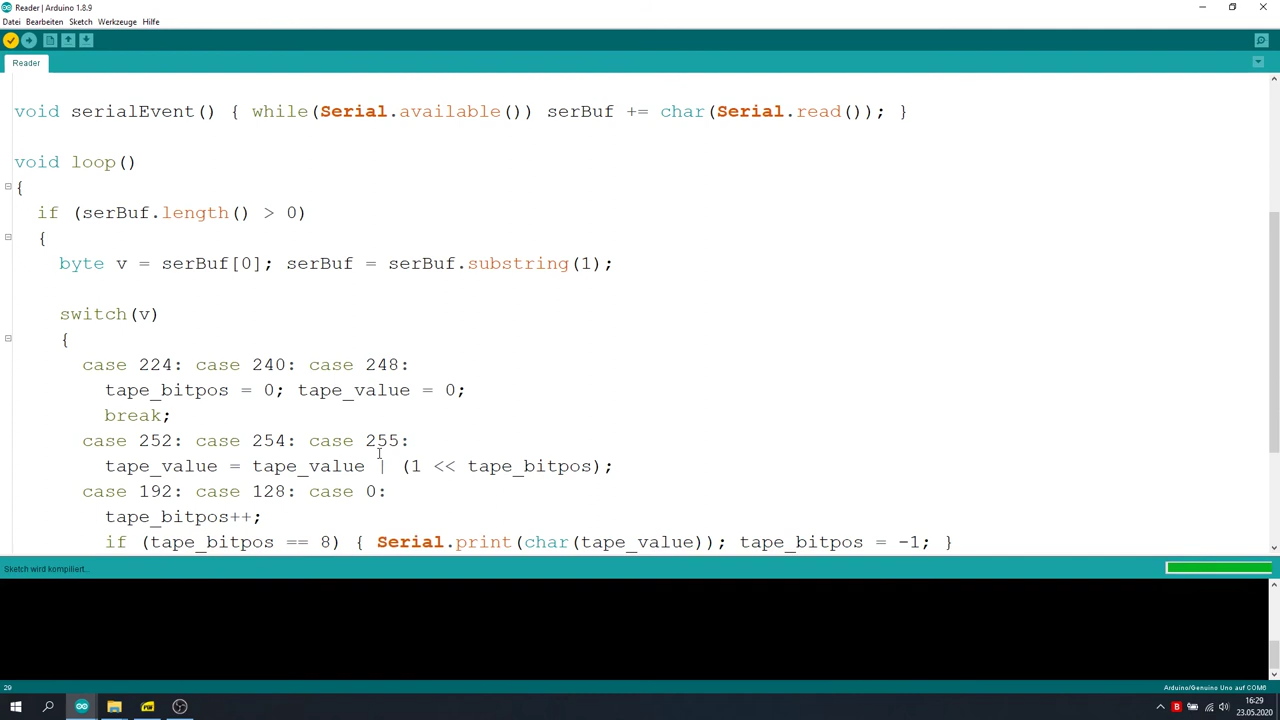 Reader | Arduino 1.8.9
Datei Bearbeiten Sketch Werkzeuge Hilfe
Reader
void serialEvent() { while(Serial.available()) serBuf += char(Serial.read()); }
void loop()
{
if (serBuf.length() > 0)
{
byte v = serBuf[0]; serBuf = serBuf.substring(1);
switch(v)
{
case 224: case 240: case 248:
tape_bitpos = 0; tape_value = 0;
break;
case 252: case 254: case 255:
tape_value = tape_value | (1 << tape_bitpos);
case 192: case 128: case 0:
tape_bitpos++;
if (tape_bitpos == 8) { Serial.print(char(tape_value)); tape_bitpos = -1; }
Sketch wird kompiliert..
29
Arduino/Genuino Uno auf COM6
16:29
23.05.2020